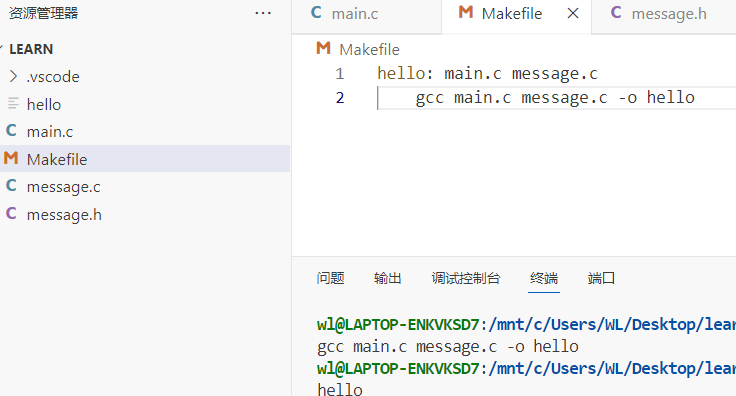 资源管理器 ···
LEARN
.vscode
hello
main.c
Makefile
message.c
message.h
main.c Makefile message.h
Makefile
1 hello: main.c message.c
2 gcc main.c message.c -o hello
问题 输出 调试控制台 终端 端口
wl@LAPTOP-ENKVKSD7:/mnt/c/Users/WL/Desktop/lear
gcc main.c message.c -o hello
wl@LAPTOP-ENKVKSD7:/mnt/c/Users/WL/Desktop/lear
hello